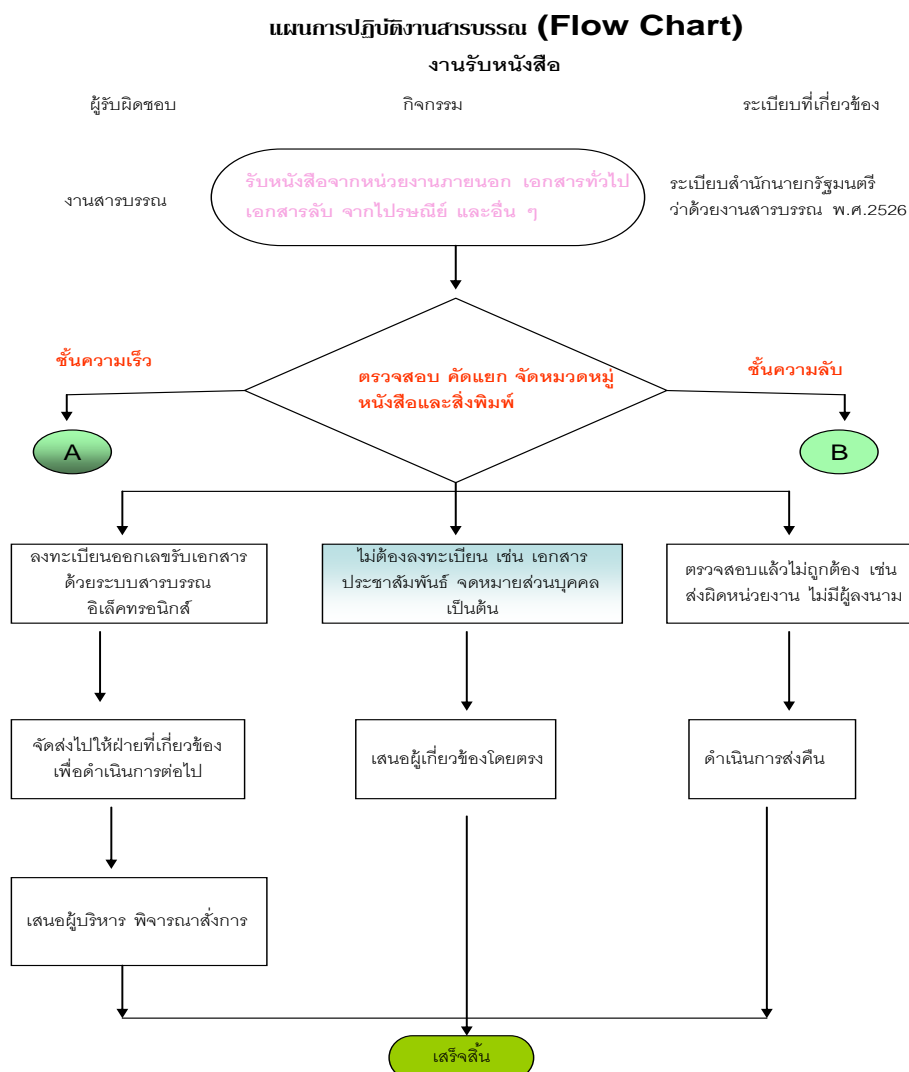 แผนการปฏิบัติงานสารบรรณ (Flow Chart)
งานรับหนังสือ
ผู้รับผิดชอบ
กิจกรรม
ระเบียบที่เกี่ยวข้อง
งานสารบรรณ
รับหนังสือจากหน่วยงานภายนอก เอกสารทั่วไป
เอกสารลับ จากไปรษณีย์ และอื่น ๆ
ระเบียบสำนักนายกรัฐมนตรี
ว่าด้วยงานสารบรรณ พ.ศ.2526
ชั้นความเร็ว
ตรวจสอบ คัดแยก จัดหมวดหมู่
หนังสือและสิ่งพิมพ์
ชั้นความลับ
A
B
ลงทะเบียนออกเลขรับเอกสาร
ด้วยระบบสารบรรณ
อิเล็คทรอนิกส์
ไม่ต้องลงทะเบียน เช่น เอกสาร
ประชาสัมพันธ์ จดหมายส่วนบุคคล
เป็นต้น
ตรวจสอบแล้วไม่ถูกต้อง เช่น
ส่งผิดหน่วยงาน ไม่มีผู้ลงนาม
จัดส่งไปให้ฝ่ายที่เกี่ยวข้อง
เพื่อดำเนินการต่อไป
เสนอผู้เกี่ยวข้องโดยตรง
ดำเนินการส่งคืน
เสนอผู้บริหาร พิจารณาสั่งการ
เสร็จสิ้น